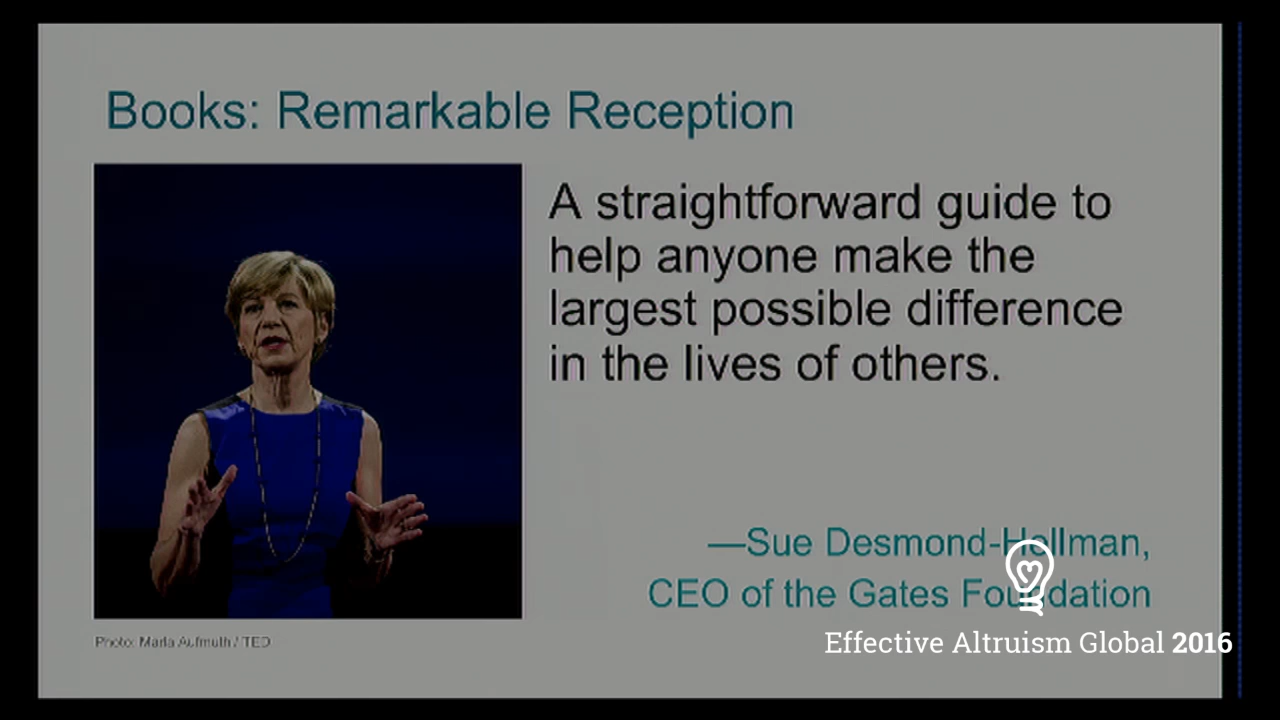 Books: Remarkable Reception
A straightforward guide to
help anyone make the
largest possible difference
in the lives of others.
—Sue Desmond-Hellman,
CEO of the Gates Foundation
Photo: Marla Aufmuth / TED
Effective Altruism Global 2016